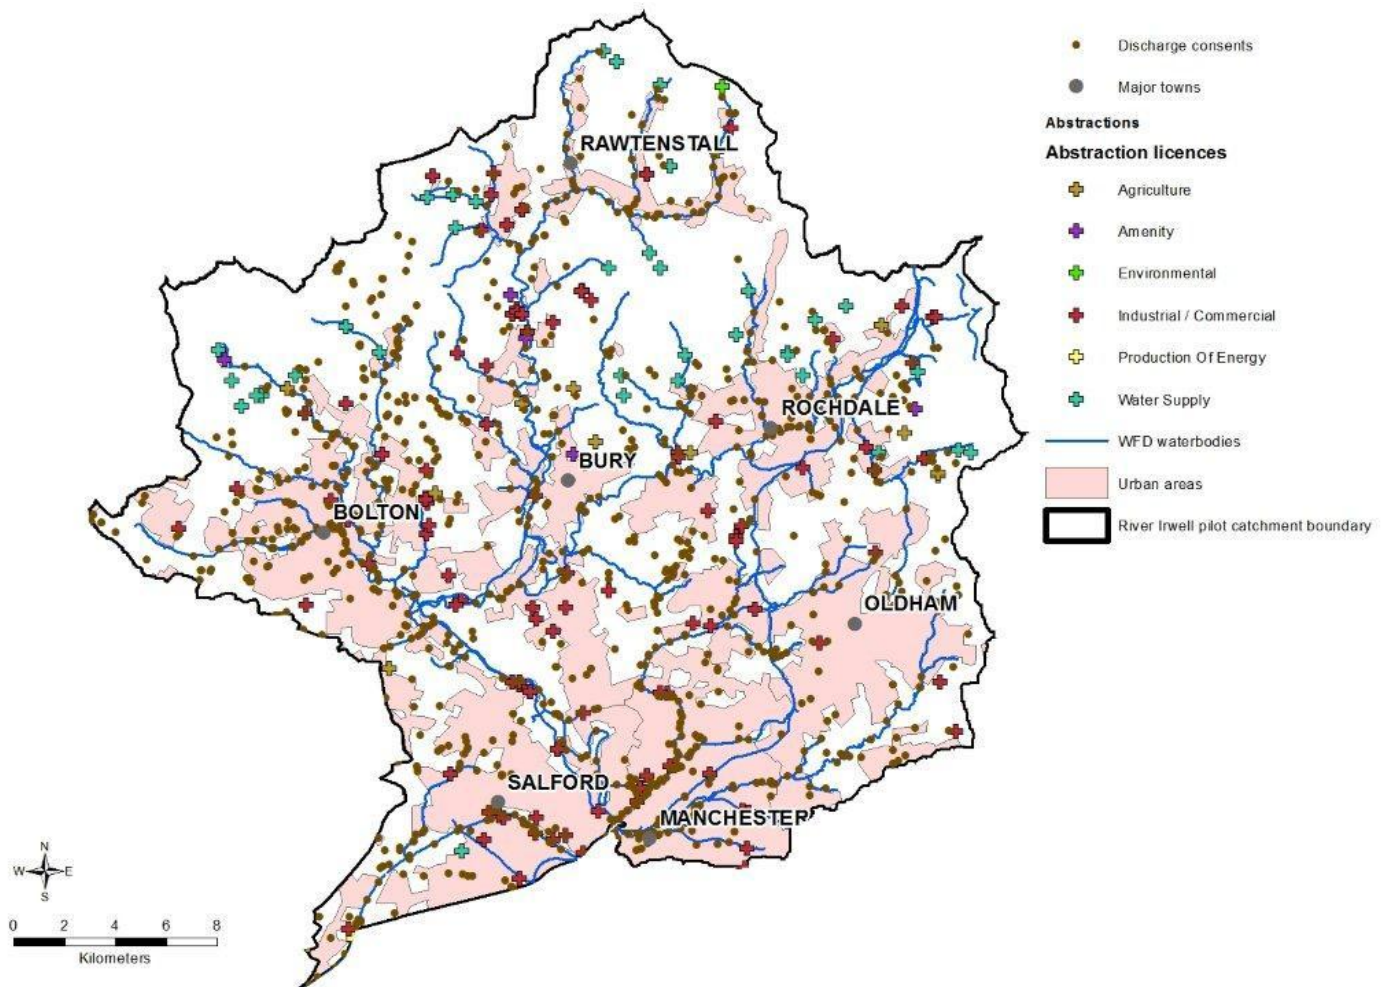 Discharge consents
Major towns
Abstractions
Abstraction licences
Agriculture
Amenity
Environmental
Industrial / Commercial
Production Of Energy
Water Supply
WFD waterbodies
Urban areas
River Irwell pilot catchment boundary
RAWTENSTALL
ROCHDALE
BURY
BOLTON
OLDHAM
SALFORD
MANCHESTER
N
W E
S
0 2 4 6 8
Kilometers